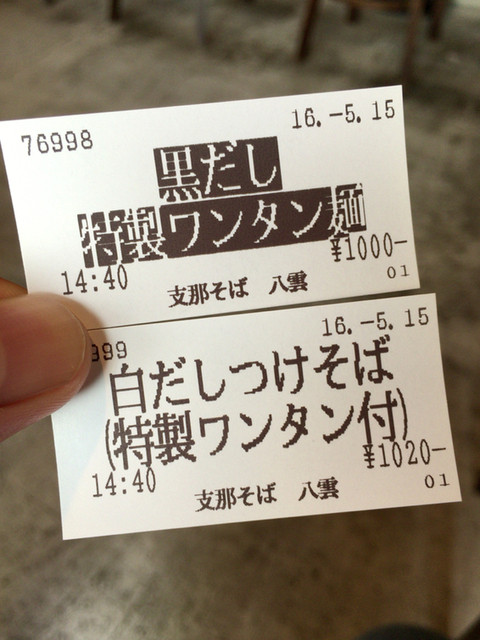 76998
16.-5.15
黒だし
特製ワンタン麺
¥1000-
14:40
支那そば 八雲
01
999
16.-5.15
白だしつけそば
(特製ワンタン付)
¥1020-
14:40
支那そば 八雲
01